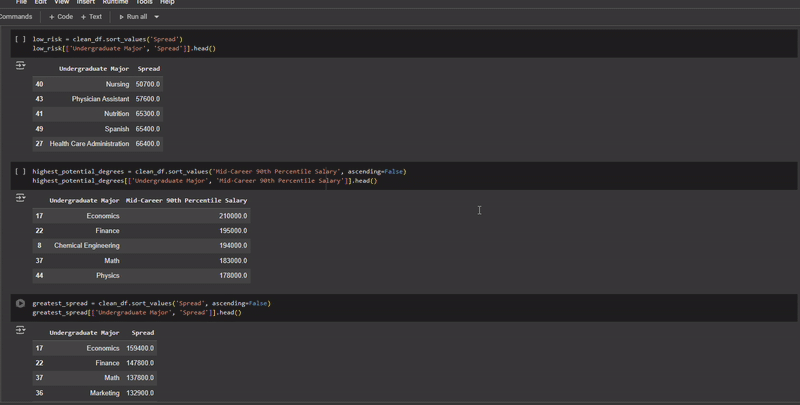 File Edit View Insert Runtime Tools Help
Commands + Code + Text Run all
[ ] low_risk = clean_df.sort_values('Spread')
low_risk[['Undergraduate Major', 'Spread']].head()
Undergraduate Major Spread
40 Nursing 50700.0
43 Physician Assistant 57600.0
41 Nutrition 65300.0
49 Spanish 65400.0
27 Health Care Administration 66400.0
[ ] highest_potential_degrees = clean_df.sort_values('Mid-Career 90th Percentile Salary', ascending=False)
highest_potential_degrees[['Undergraduate Major', 'Mid-Career 90th Percentile Salary']].head()
Undergraduate Major Mid-Career 90th Percentile Salary
17 Economics 210000.0
22 Finance 195000.0
8 Chemical Engineering 194000.0
37 Math 183000.0
44 Physics 178000.0
greatest_spread = clean_df.sort_values('Spread', ascending=False)
greatest_spread[['Undergraduate Major', 'Spread']].head()
Undergraduate Major Spread
17 Economics 159400.0
22 Finance 147800.0
37 Math 137800.0
36 Marketing 132900.0